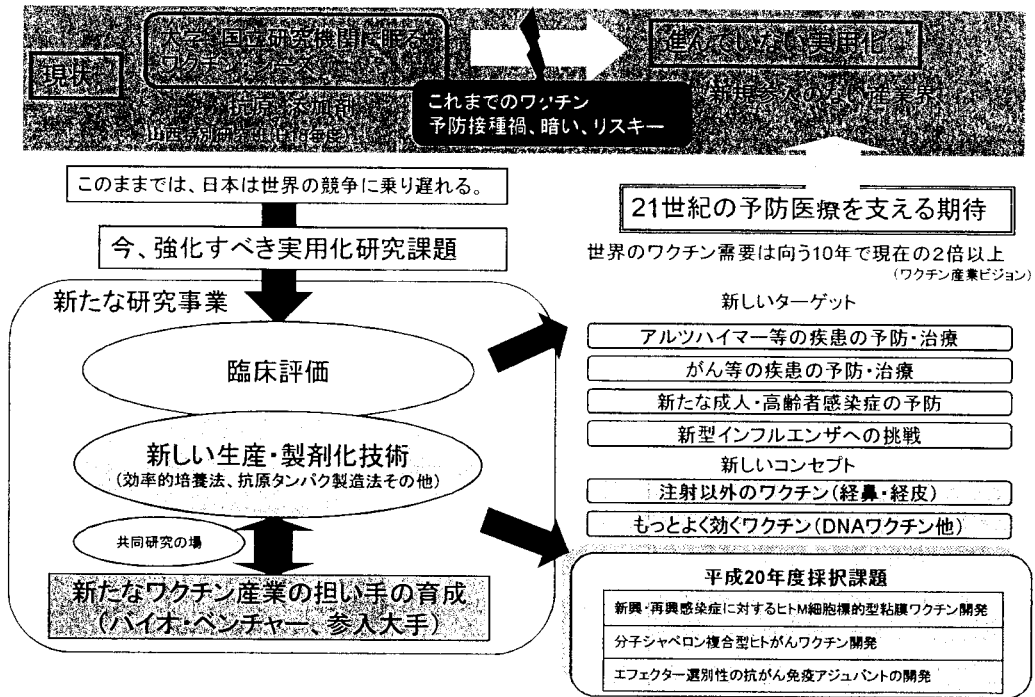 現状
大学、国立研究機関に眠る
ワクチン・シーズ
進んでいない実用化
新規参入のない産業界
これまでのワクチン
予防接種禍、暗い、リスキー
このままでは、日本は世界の競争に乗り遅れる。
今、強化すべき実用化研究課題
新たな研究事業
臨床評価
新しい生産・製剤化技術
(効率的培養法、抗原タンパク製造法その他)
共同研究の場
新たなワクチン産業の担い手の育成
(バイオ・ベンチャー、参入大手)
21世紀の予防医療を支える期待
世界のワクチン需要は向う10年で現在の2倍以上
(ワクチン産業ビジョン)
新しいターゲット
アルツハイマー等の疾患の予防・治療
がん等の疾患の予防・治療
新たな成人・高齢者感染症の予防
新型インフルエンザへの挑戦
新しいコンセプト
注射以外のワクチン(経鼻・経皮)
もっとよく効くワクチン(DNAワクチン他)
平成20年度採択課題
新興・再興感染症に対するヒトM細胞標的型粘膜ワクチン開発
分子シャペロン複合型ヒトがんワクチン開発
エフェクター選別性の抗がん免疫アジュバントの開発